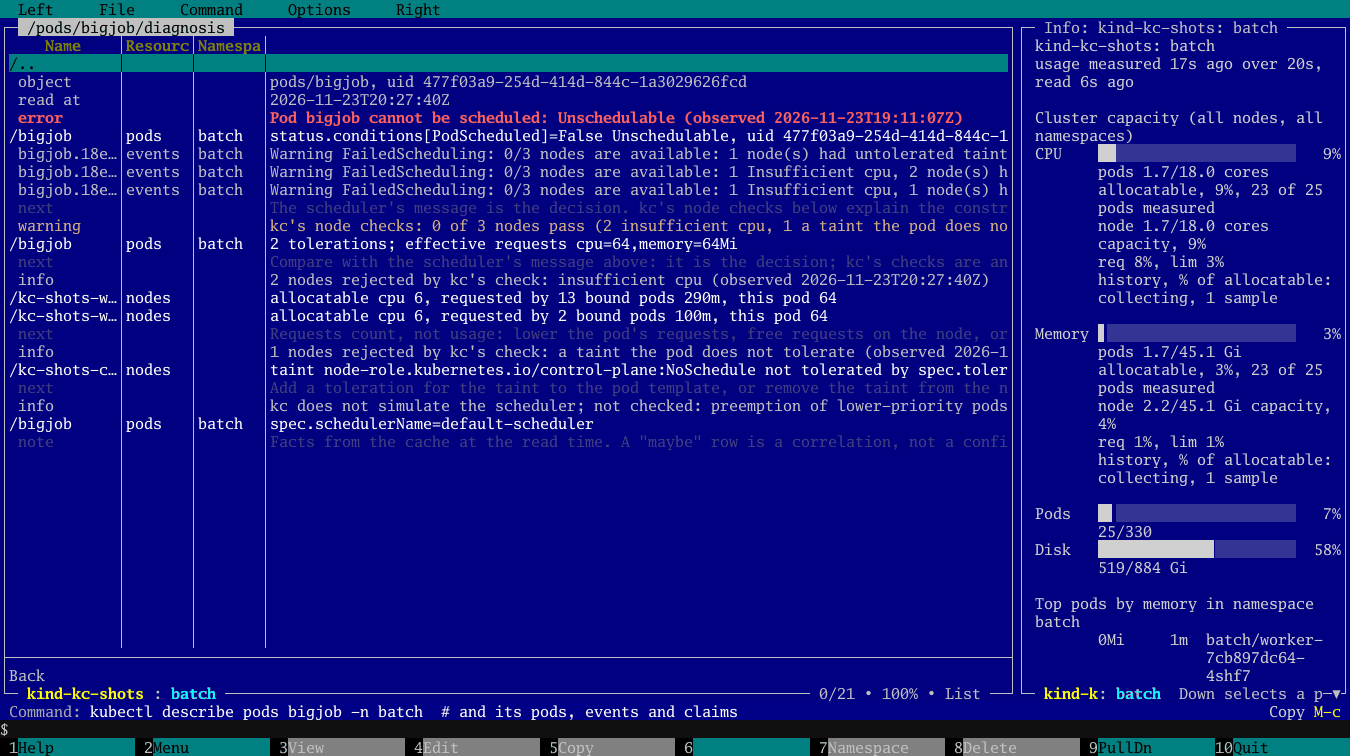 Left File Command Options Right
/pods/bigjob/diagnosis
Name Resourc Namespa
/..
object pods/bigjob, uid 477f03a9-254d-414d-844c-1a3029626fcd
read at 2026-11-23T20:27:40Z
error Pod bigjob cannot be scheduled: Unschedulable (observed 2026-11-23T19:11:07Z)
/bigjob pods batch status.conditions[PodScheduled]=False Unschedulable, uid 477f03a9-254d-414d-844c-1
bigjob.18e… events batch Warning FailedScheduling: 0/3 nodes are available: 1 node(s) had untolerated taint
bigjob.18e… events batch Warning FailedScheduling: 0/3 nodes are available: 1 Insufficient cpu, 2 node(s) h
bigjob.18e… events batch Warning FailedScheduling: 0/3 nodes are available: 1 Insufficient cpu, 1 node(s) h
next The scheduler's message is the decision. kc's node checks below explain the constr
warning kc's node checks: 0 of 3 nodes pass (2 insufficient cpu, 1 a taint the pod does no
/bigjob pods batch 2 tolerations; effective requests cpu=64,memory=64Mi
next Compare with the scheduler's message above: it is the decision; kc's checks are an
info 2 nodes rejected by kc's check: insufficient cpu (observed 2026-11-23T20:27:40Z)
/kc-shots-w… nodes allocatable cpu 6, requested by 13 bound pods 290m, this pod 64
/kc-shots-w… nodes allocatable cpu 6, requested by 2 bound pods 100m, this pod 64
next Requests count, not usage: lower the pod's requests, free requests on the node, or
info 1 nodes rejected by kc's check: a taint the pod does not tolerate (observed 2026-1
/kc-shots-c… nodes taint node-role.kubernetes.io/control-plane:NoSchedule not tolerated by spec.toler
next Add a toleration for the taint to the pod template, or remove the taint from the n
info kc does not simulate the scheduler; not checked: preemption of lower-priority pods
/bigjob pods batch spec.schedulerName=default-scheduler
note Facts from the cache at the read time. A "maybe" row is a correlation, not a confi
Back
kind-kc-shots : batch 0/21 • 100% • List
Info: kind-kc-shots: batch
kind-kc-shots: batch
usage measured 17s ago over 20s,
read 6s ago
Cluster capacity (all nodes, all
namespaces)
CPU 9%
pods 1.7/18.0 cores
allocatable, 9%, 23 of 25
pods measured
node 1.7/18.0 cores
capacity, 9%
req 8%, lim 3%
history, % of allocatable:
collecting, 1 sample
Memory 3%
pods 1.7/45.1 Gi
allocatable, 3%, 23 of 25
pods measured
node 2.2/45.1 Gi capacity,
4%
req 1%, lim 1%
history, % of allocatable:
collecting, 1 sample
Pods 7%
25/330
Disk 58%
519/884 Gi
Top pods by memory in namespace
batch
0Mi 1m batch/worker-
7cb897dc64-
4shf7
kind-k: batch Down selects a p
Command: kubectl describe pods bigjob -n batch # and its pods, events and claims Copy M-c
$
1Help 2Menu 3View 4Edit 5Copy 6 7Namespace 8Delete 9PullDn 10Quit